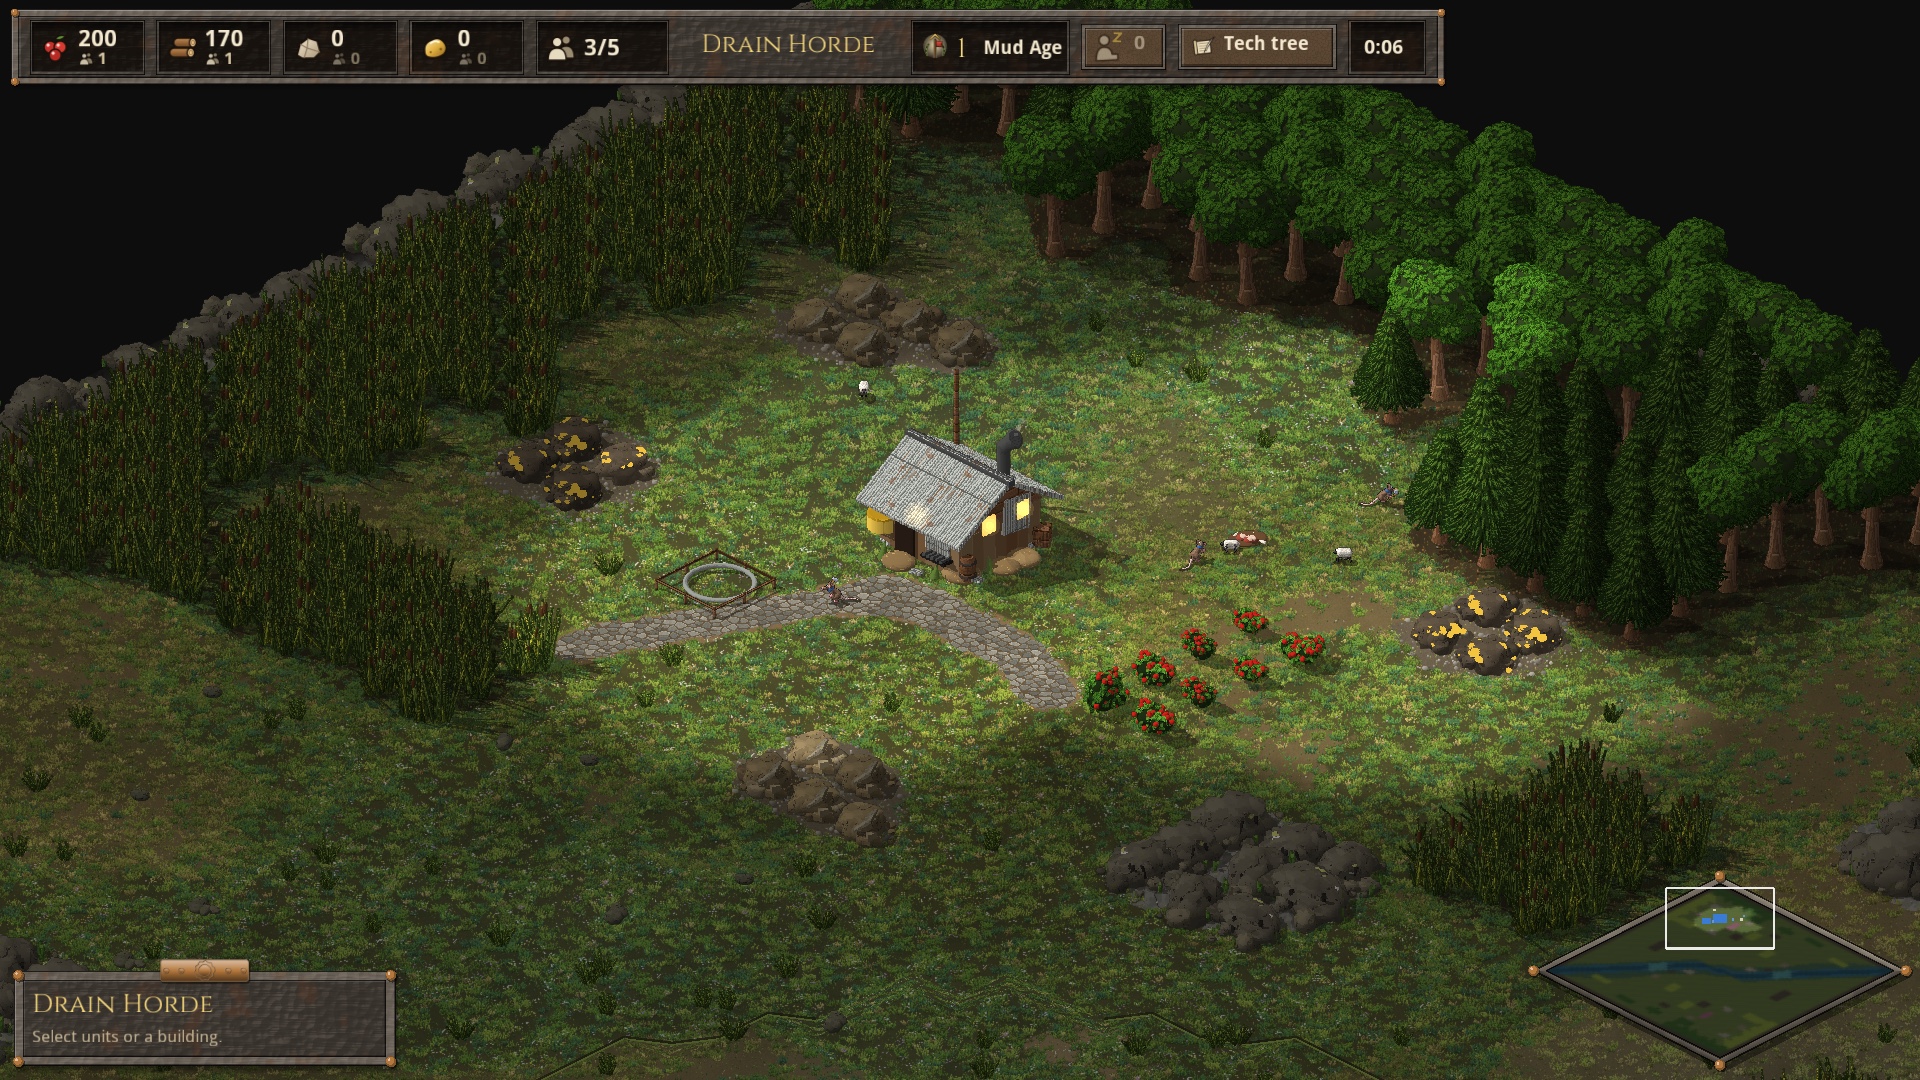 200
1
170
1
0
0
0
0
3/5
Drain Horde
1 Mud Age
z 0
Tech tree
0:06
Drain Horde
Select units or a building.